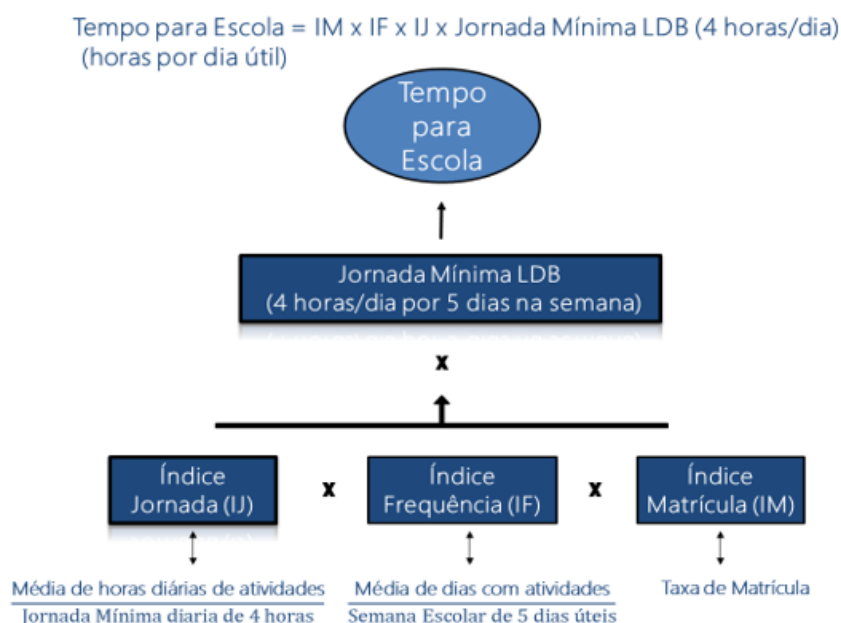 Tempo para Escola = IM x IF x IJ x Jornada Mínima LDB (4 horas/dia)
(horas por dia útil)
Tempo
para
Escola
Jornada Mínima LDB
(4 horas/dia por 5 dias na semana)
x
Índice
Jornada (IJ)
x
Índice
Frequência (IF)
x
Índice
Matrícula (IM)
Média de horas diárias de atividades
Jornada Mínima diaria de 4 horas
Média de dias com atividades
Semana Escolar de 5 dias úteis
Taxa de Matrícula